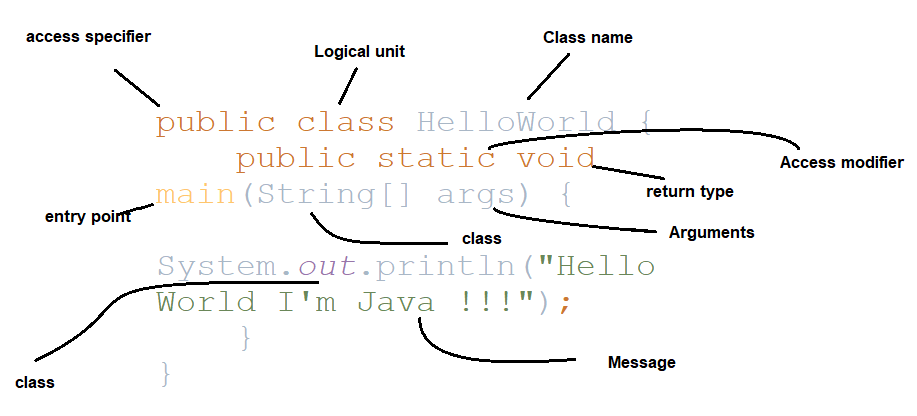 access specifier
Logical unit
Class name
public class HelloWorld {
public static void
Access modifier
return type
main(String[] args) {
entry point
Arguments
class
System.out.println("Hello
World I'm Java !!!");
}
Message
}
class